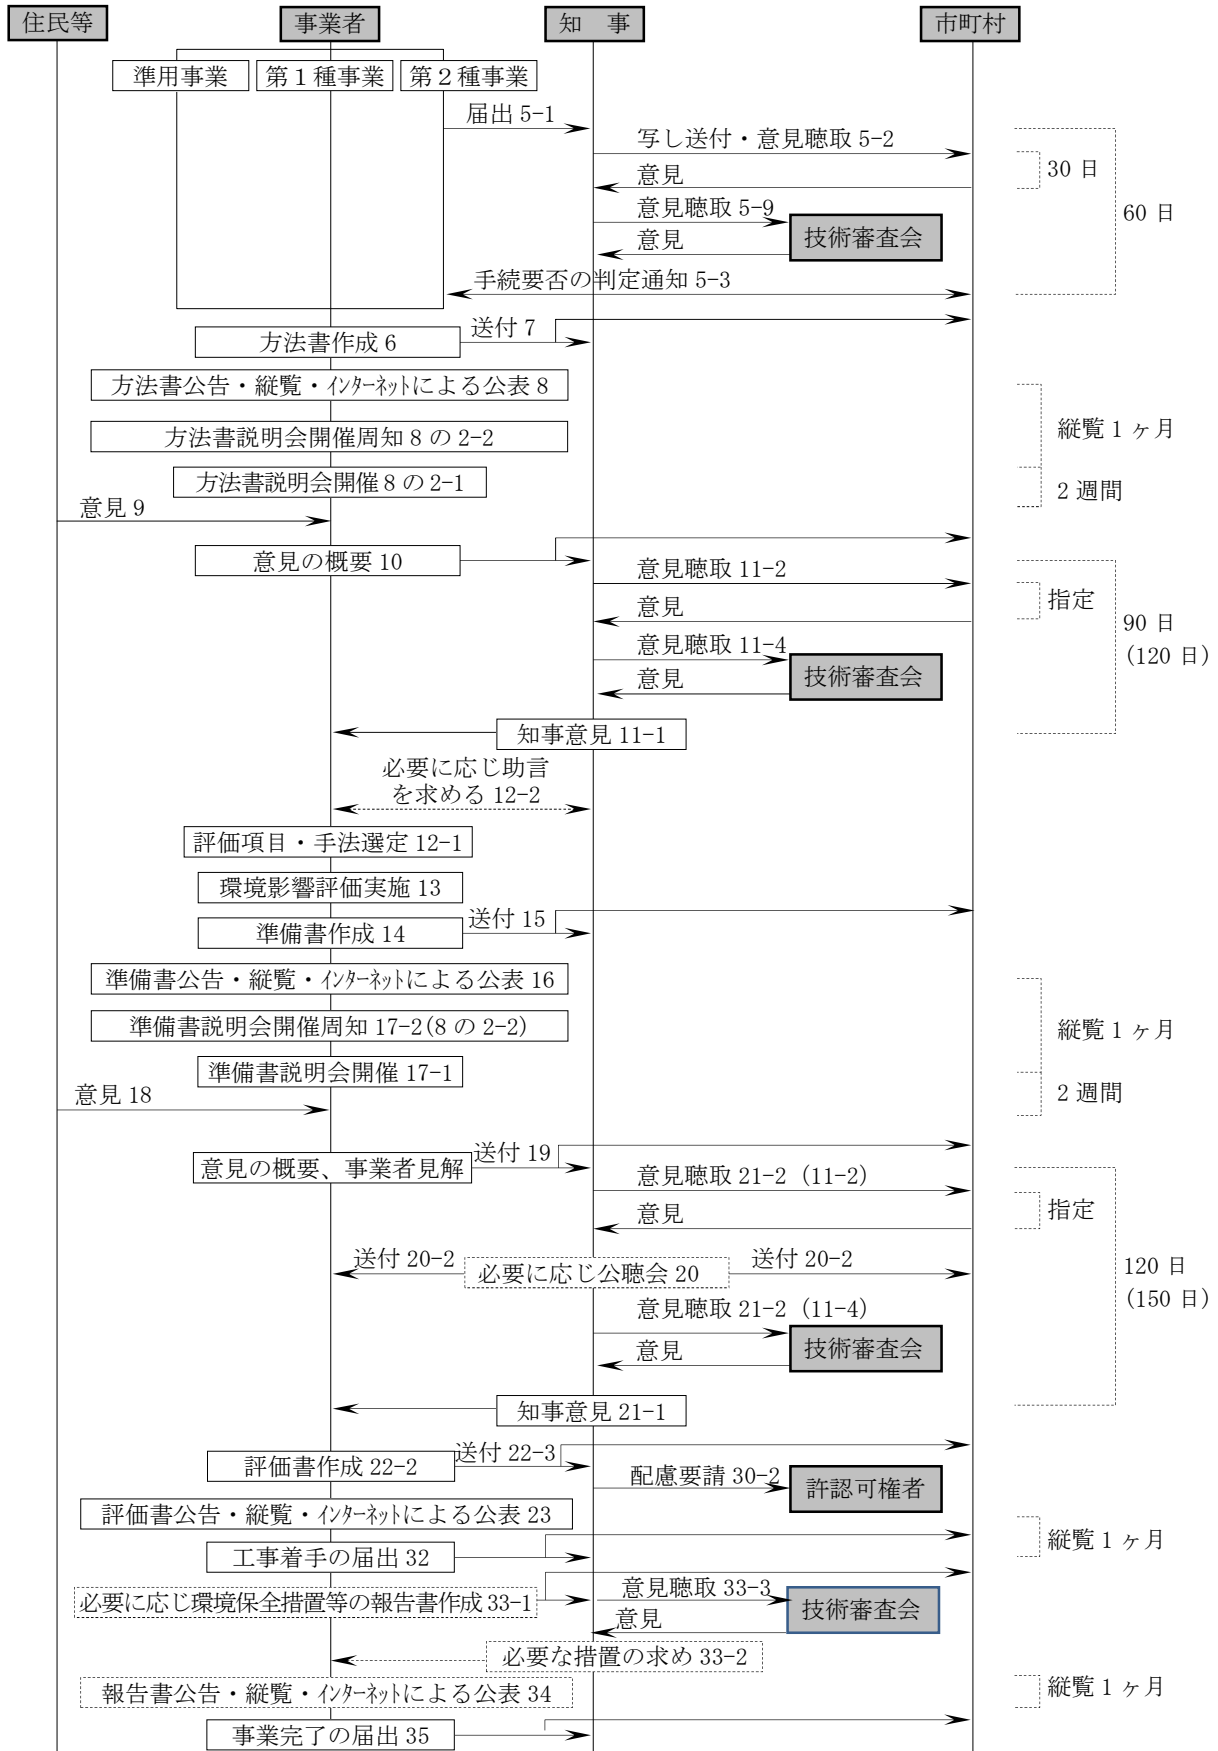 住民等
事業者
知　事
市町村
準用事業
第１種事業
第２種事業
届出 5-1
写し送付・意見聴取 5-2
意見
30 日
60 日
意見聴取 5-9
意見
技術審査会
手続要否の判定通知 5-3
方法書作成 6
送付 7
方法書公告・縦覧・ｲﾝﾀｰﾈｯﾄによる公表 8
方法書説明会開催周知 8 の 2-2
縦覧 1 ヶ月
方法書説明会開催 8 の 2-1
2 週間
意見 9
意見の概要 10
意見聴取 11-2
指定
意見
90 日
(120 日)
意見聴取 11-4
意見
技術審査会
知事意見 11-1
必要に応じ助言
を求める 12-2
評価項目・手法選定 12-1
環境影響評価実施 13
準備書作成 14
送付 15
準備書公告・縦覧・ｲﾝﾀｰﾈｯﾄによる公表 16
準備書説明会開催周知 17-2(8 の 2-2)
縦覧 1 ヶ月
準備書説明会開催 17-1
2 週間
意見 18
意見の概要、事業者見解
送付 19
意見聴取 21-2 (11-2)
指定
意見
120 日
(150 日)
送付 20-2
必要に応じ公聴会 20
送付 20-2
意見聴取 21-2 (11-4)
意見
技術審査会
知事意見 21-1
評価書作成 22-2
送付 22-3
配慮要請 30-2
許認可権者
評価書公告・縦覧・ｲﾝﾀｰﾈｯﾄによる公表 23
縦覧 1 ヶ月
工事着手の届出 32
必要に応じ環境保全措置等の報告書作成 33-1
意見聴取 33-3
意見
技術審査会
必要な措置の求め 33-2
報告書公告・縦覧・ｲﾝﾀｰﾈｯﾄによる公表 34
縦覧 1 ヶ月
事業完了の届出 35